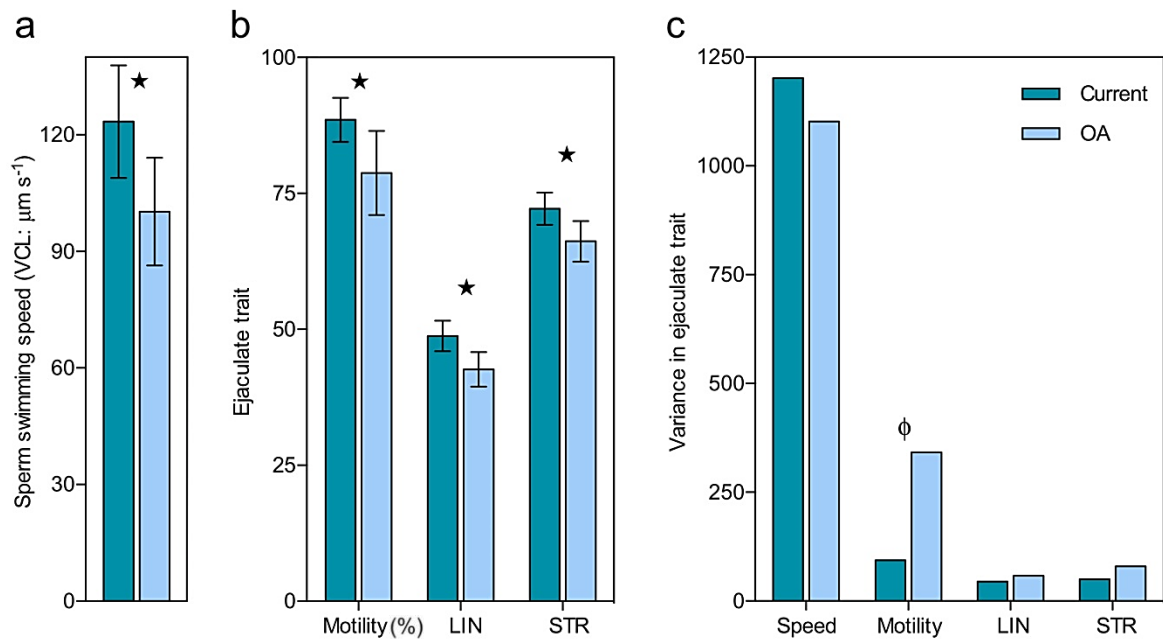 a
b
c
Sperm swimming speed (VCL: μm s⁻¹)
120
90
60
30
0
★
Ejaculate trait
100
75
50
25
0
★
★
★
Motility (%) LIN STR
Variance in ejaculate trait
1250
1000
750
500
250
0
Current
OA
ϕ
Speed Motility LIN STR